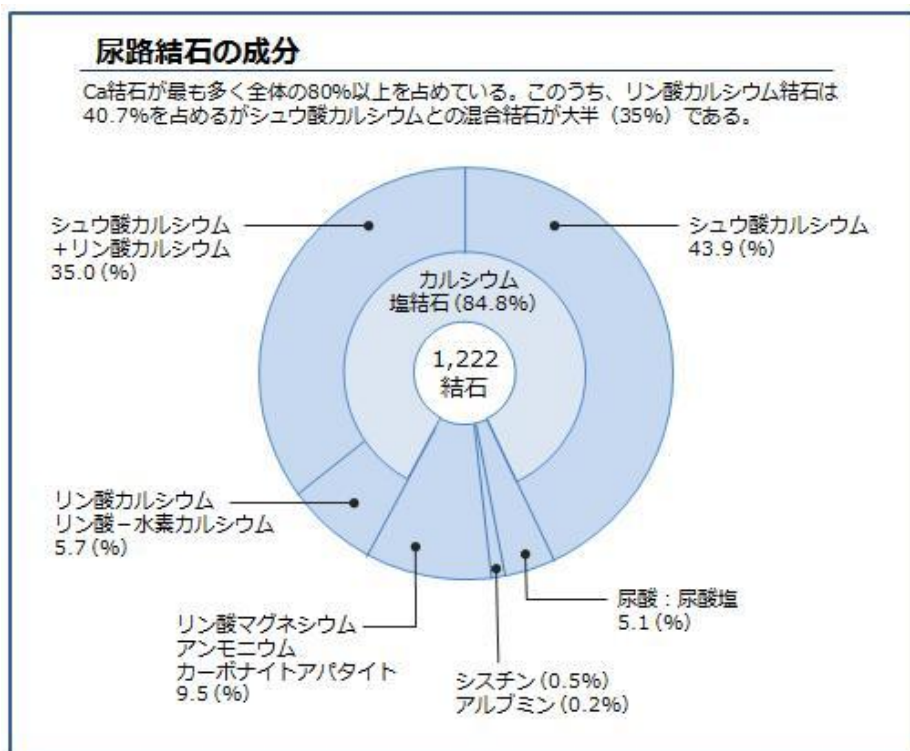 尿路結石の成分
Ca結石が最も多く全体の80%以上を占めている。このうち、リン酸カルシウム結石は
40.7%を占めるがシュウ酸カルシウムとの混合結石が大半（35%）である。
シュウ酸カルシウム
＋リン酸カルシウム
35.0(%)
シュウ酸カルシウム
43.9(%)
カルシウム
塩結石(84.8%)
1,222
結石
リン酸カルシウム
リン酸−水素カルシウム
5.7(%)
リン酸マグネシウム
アンモニウム
カーボナイトアパタイト
9.5(%)
シスチン(0.5%)
アルブミン(0.2%)
尿酸：尿酸塩
5.1(%)